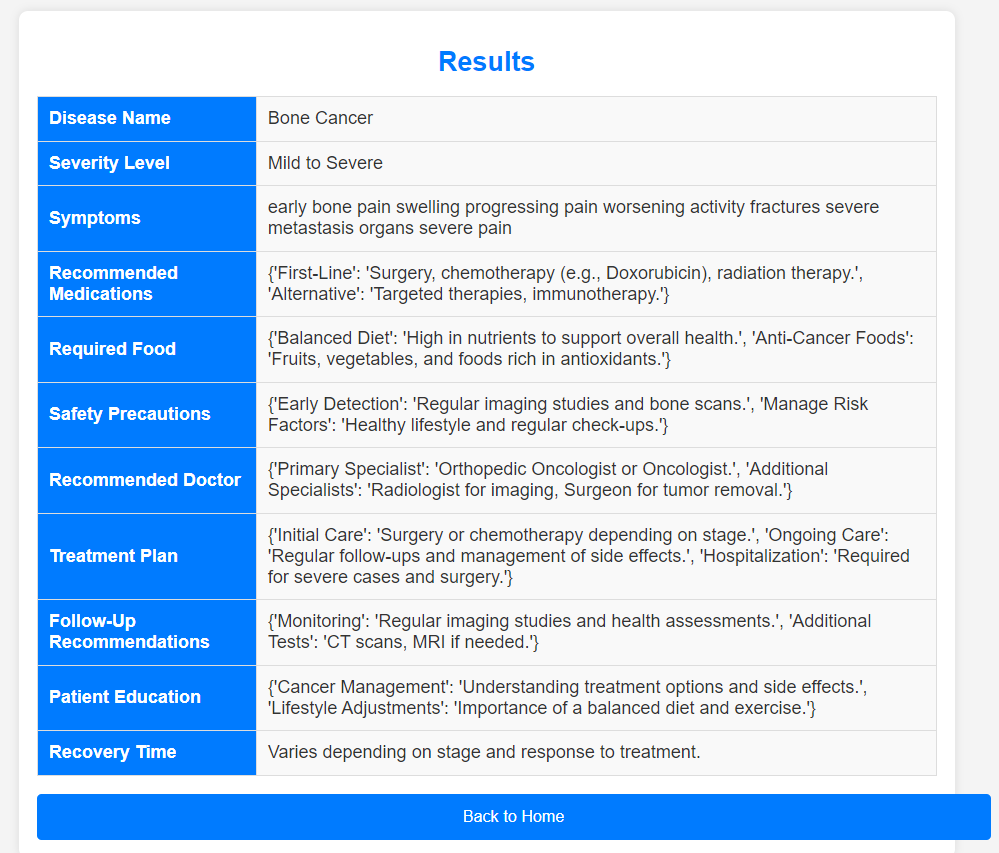 Results
Disease Name
Bone Cancer
Severity Level
Mild to Severe
Symptoms
early bone pain swelling progressing pain worsening activity fractures severe
metastasis organs severe pain
Recommended
Medications
{'First-Line': 'Surgery, chemotherapy (e.g., Doxorubicin), radiation therapy.',
'Alternative': 'Targeted therapies, immunotherapy.'}
Required Food
{'Balanced Diet': 'High in nutrients to support overall health.', 'Anti-Cancer Foods':
'Fruits, vegetables, and foods rich in antioxidants.'}
Safety Precautions
{'Early Detection': 'Regular imaging studies and bone scans.', 'Manage Risk
Factors': 'Healthy lifestyle and regular check-ups.'}
Recommended Doctor
{'Primary Specialist': 'Orthopedic Oncologist or Oncologist.', 'Additional
Specialists': 'Radiologist for imaging, Surgeon for tumor removal.'}
Treatment Plan
{'Initial Care': 'Surgery or chemotherapy depending on stage.', 'Ongoing Care':
'Regular follow-ups and management of side effects.', 'Hospitalization': 'Required
for severe cases and surgery.'}
Follow-Up
Recommendations
{'Monitoring': 'Regular imaging studies and health assessments.', 'Additional
Tests': 'CT scans, MRI if needed.'}
Patient Education
{'Cancer Management': 'Understanding treatment options and side effects.',
'Lifestyle Adjustments': 'Importance of a balanced diet and exercise.'}
Recovery Time
Varies depending on stage and response to treatment.
Back to Home